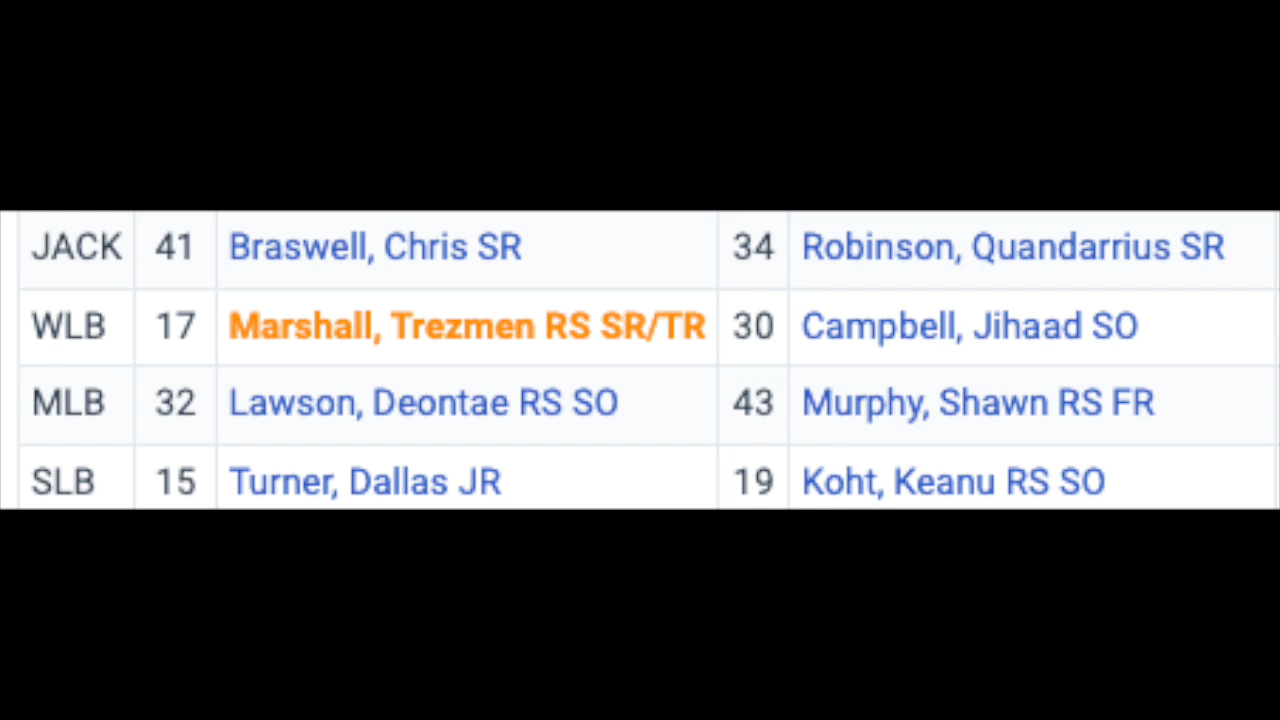 JACK 41 Braswell, Chris SR 34 Robinson, Quandarrius SR
WLB 17 Marshall, Trezmen RS SR/TR 30 Campbell, Jihaad SO
MLB 32 Lawson, Deontae RS SO 43 Murphy, Shawn RS FR
SLB 15 Turner, Dallas JR 19 Koht, Keanu RS SO